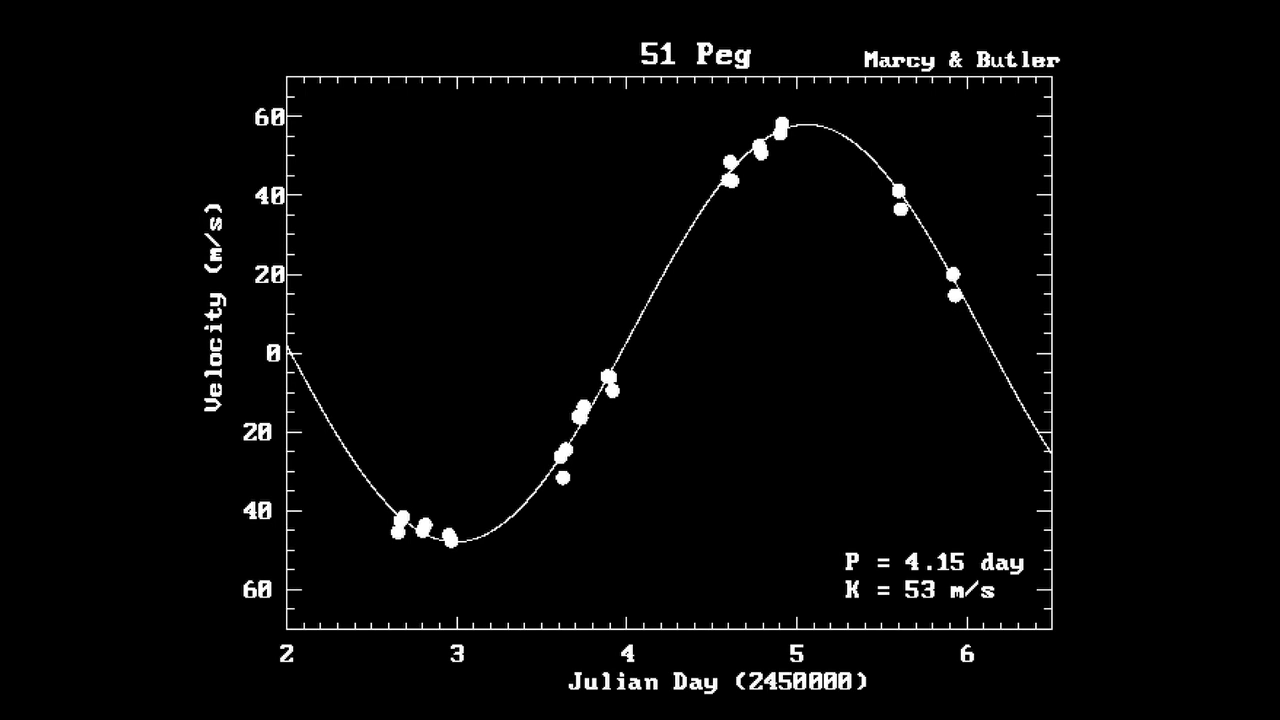 51 Peg
Marcy & Butler
60
40
20
0
20
40
60
Velocity (m/s)
P = 4.15 day
K = 53 m/s
2 3 4 5 6
Julian Day (2450000)